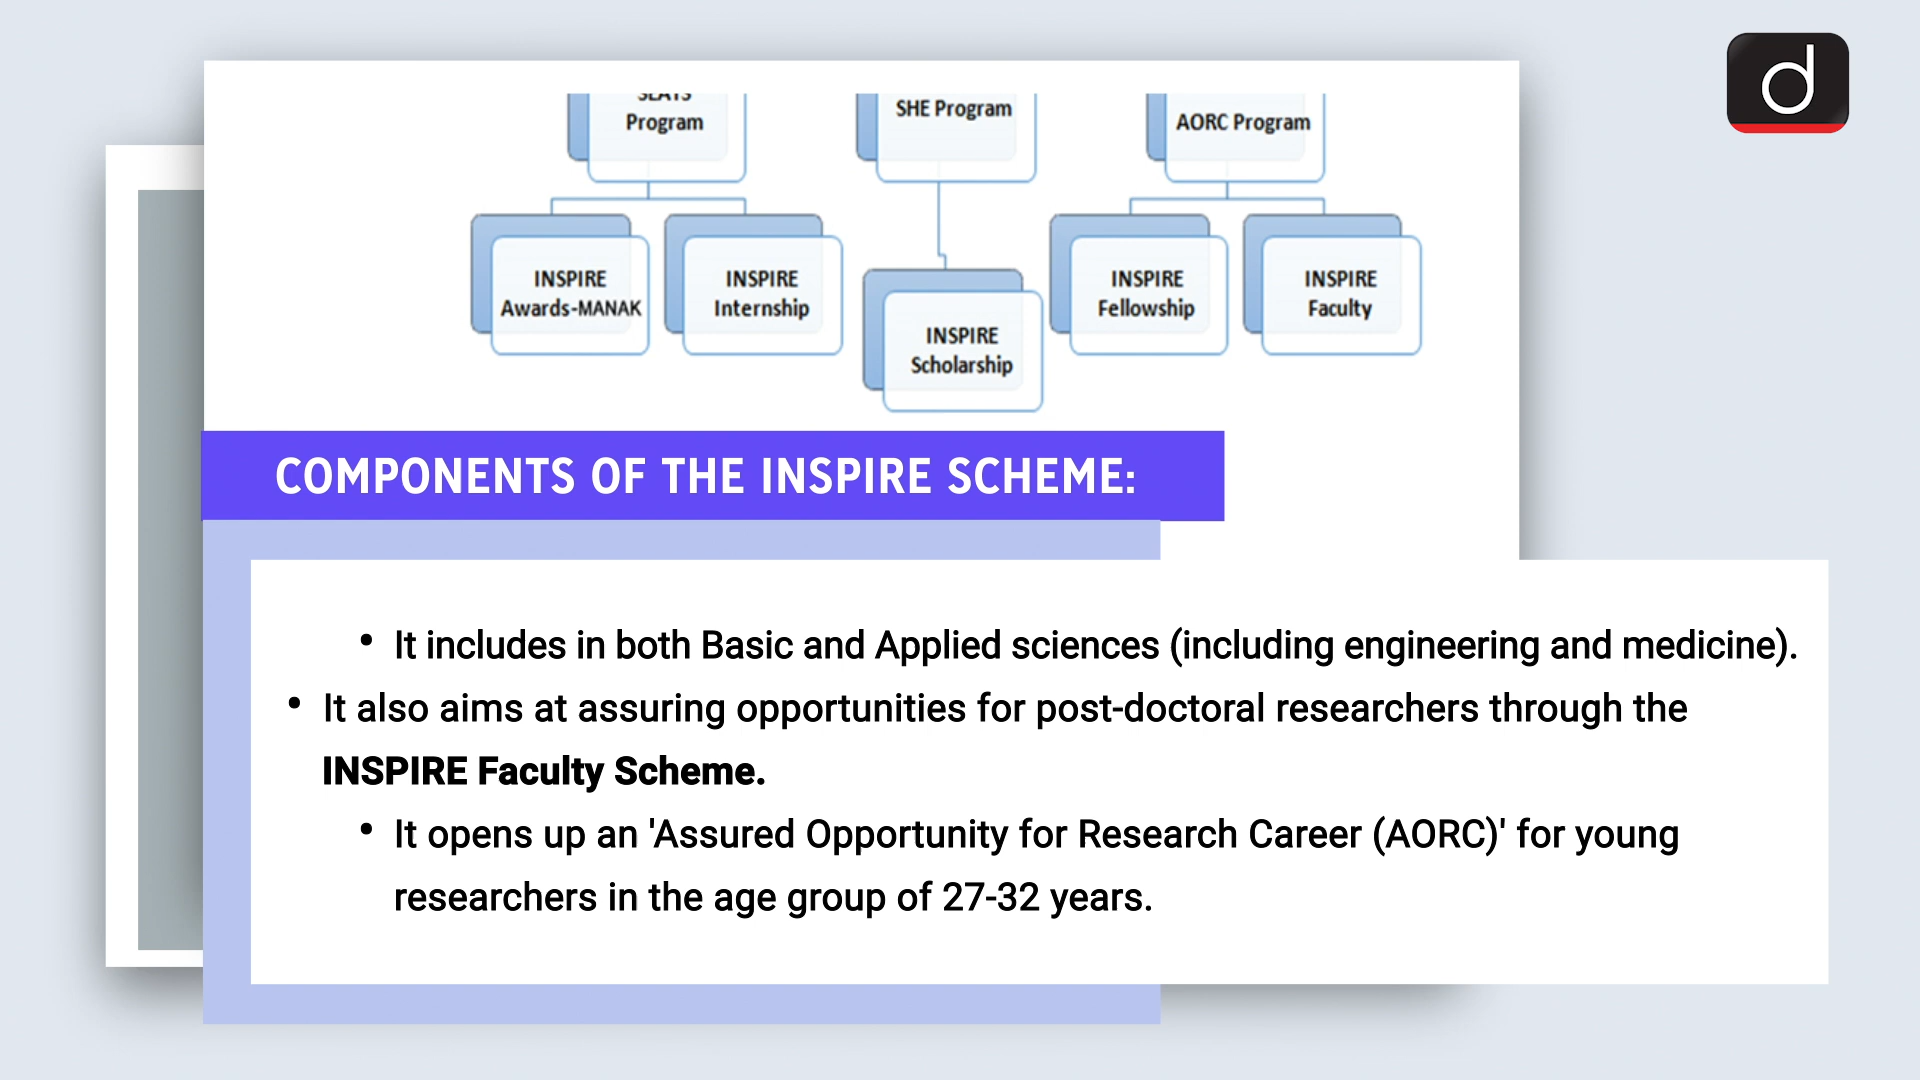 SEATS
Program
SHE Program
AORC Program
INSPIRE
Awards-MANAK
INSPIRE
Internship
INSPIRE
Scholarship
INSPIRE
Fellowship
INSPIRE
Faculty
COMPONENTS OF THE INSPIRE SCHEME:
• It includes in both Basic and Applied sciences (including engineering and medicine).
• It also aims at assuring opportunities for post-doctoral researchers through the
INSPIRE Faculty Scheme.
• It opens up an 'Assured Opportunity for Research Career (AORC)' for young
researchers in the age group of 27-32 years.
d